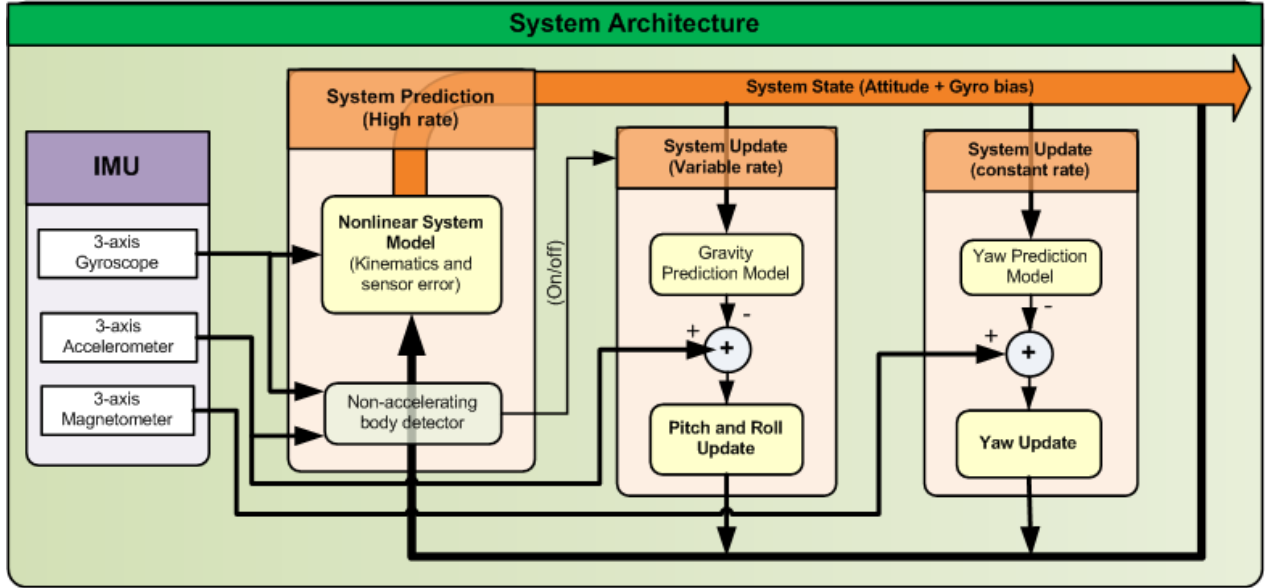 System Architecture
System State (Attitude + Gyro bias)
System Prediction
(High rate)
System Update
(Variable rate)
System Update
(constant rate)
IMU
3-axis
Gyroscope
3-axis
Accelerometer
3-axis
Magnetometer
Nonlinear System
Model
(Kinematics and
sensor error)
Non-accelerating
body detector
(On/off)
Gravity
Prediction Model
-
+
+
Pitch and Roll
Update
Yaw Prediction
Model
-
+
+
Yaw Update